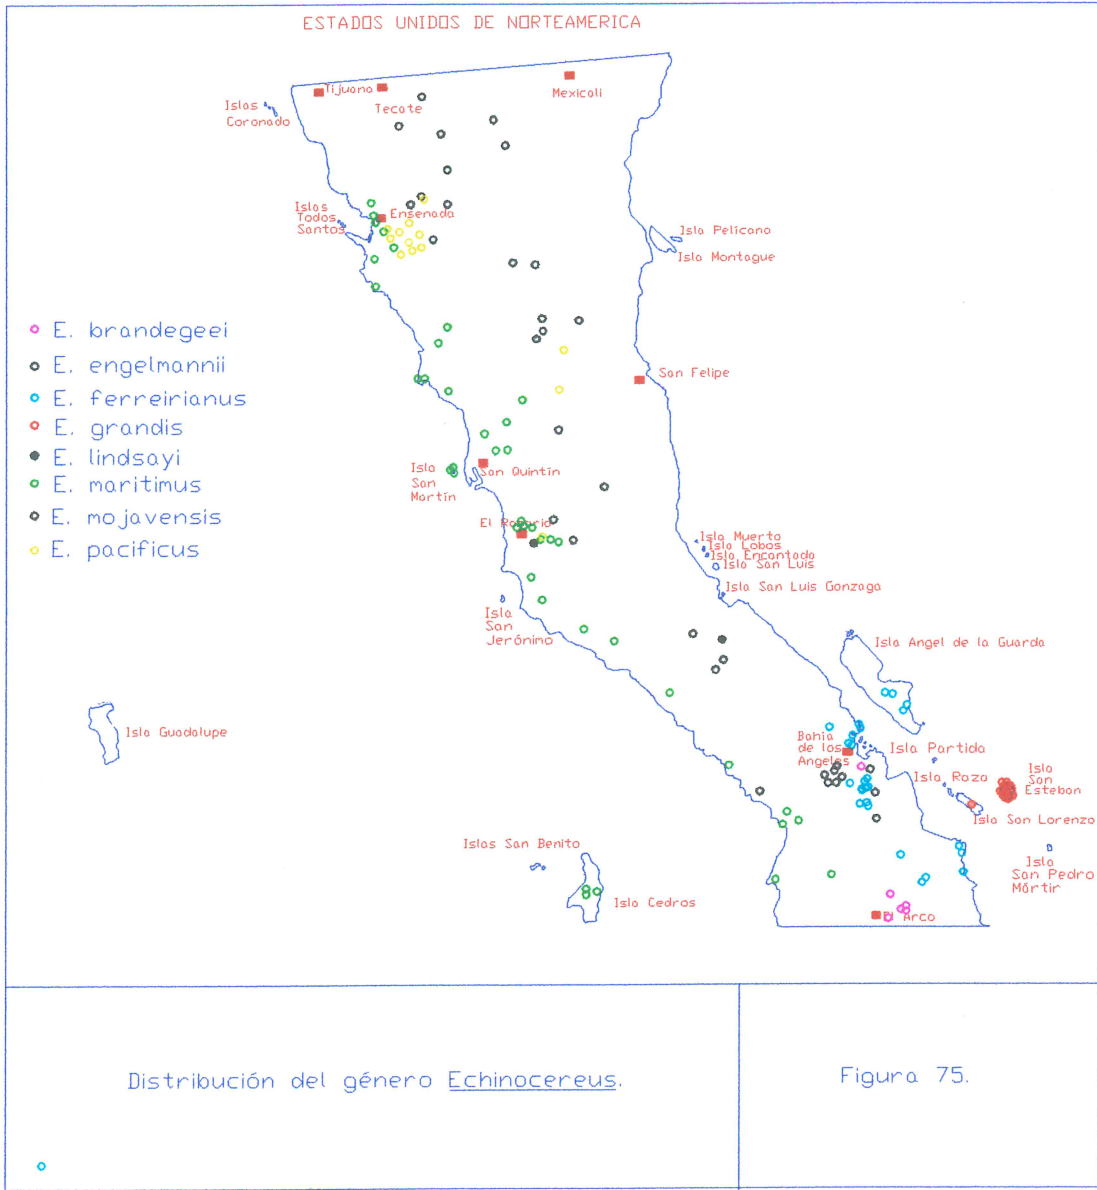 ESTADOS UNIDOS DE NORTEAMERICA
Tijuana
Tecate
Mexicali
Islas
Coronado
Islas
Todos
Santos
Ensenada
Isla Pelicano
Isla Montague
E. brandegeei
E. engelmannii
E. ferreirianus
E. grandis
E. lindsayi
E. maritimus
E. mojavensis
E. pacificus
San Felipe
Isla
San
Martín
San Quintín
El Rosario
Isla Muerto
Isla Lobos
Isla Encantada
Isla San Luis
Isla San Luis Gonzaga
Isla
San
Jerónimo
Isla Angel de la Guarda
Isla Guadalupe
Bahía
de los
Angeles
Isla Partida
Isla Raza
Isla
San
Esteban
Isla San Lorenzo
Islas San Benito
Isla Cedros
Isla
San Pedro
Mártir
El Arco
Distribución del género Echinocereus.
Figura 75.